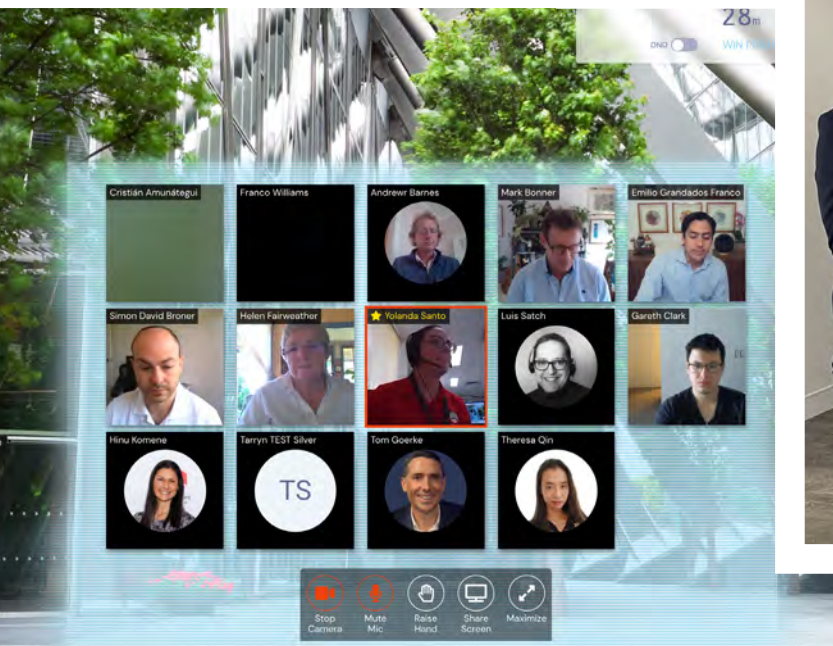 28m
DND WIN
Cristián Amunátegui
Franco Williams
Andrewr Barnes
Mark Bonner
Emilio Grandados Franco
Simon David Broner
Helen Fairweather
Yolanda Santo
Luis Satch
Gareth Clark
Hinu Komene
Tarryn TEST Silver
Tom Goerke
Theresa Qin
TS
Stop Camera
Mute Mic
Raise Hand
Share Screen
Maximize